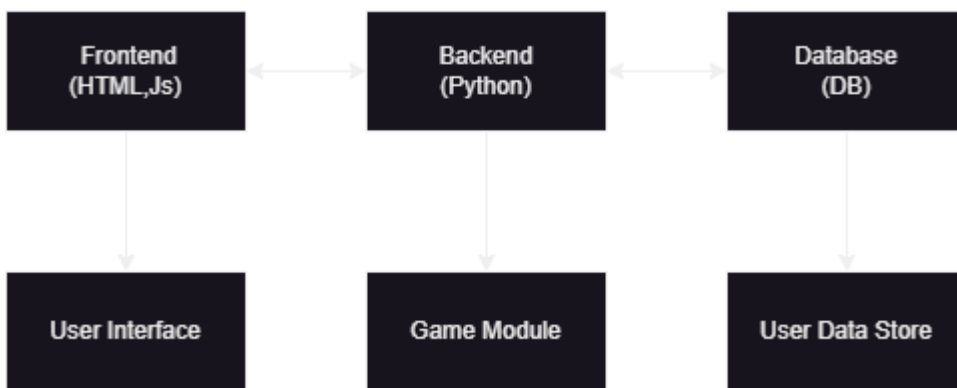 Frontend
(HTML,Js)
Backend
(Python)
Database
(DB)
User Interface
Game Module
User Data Store